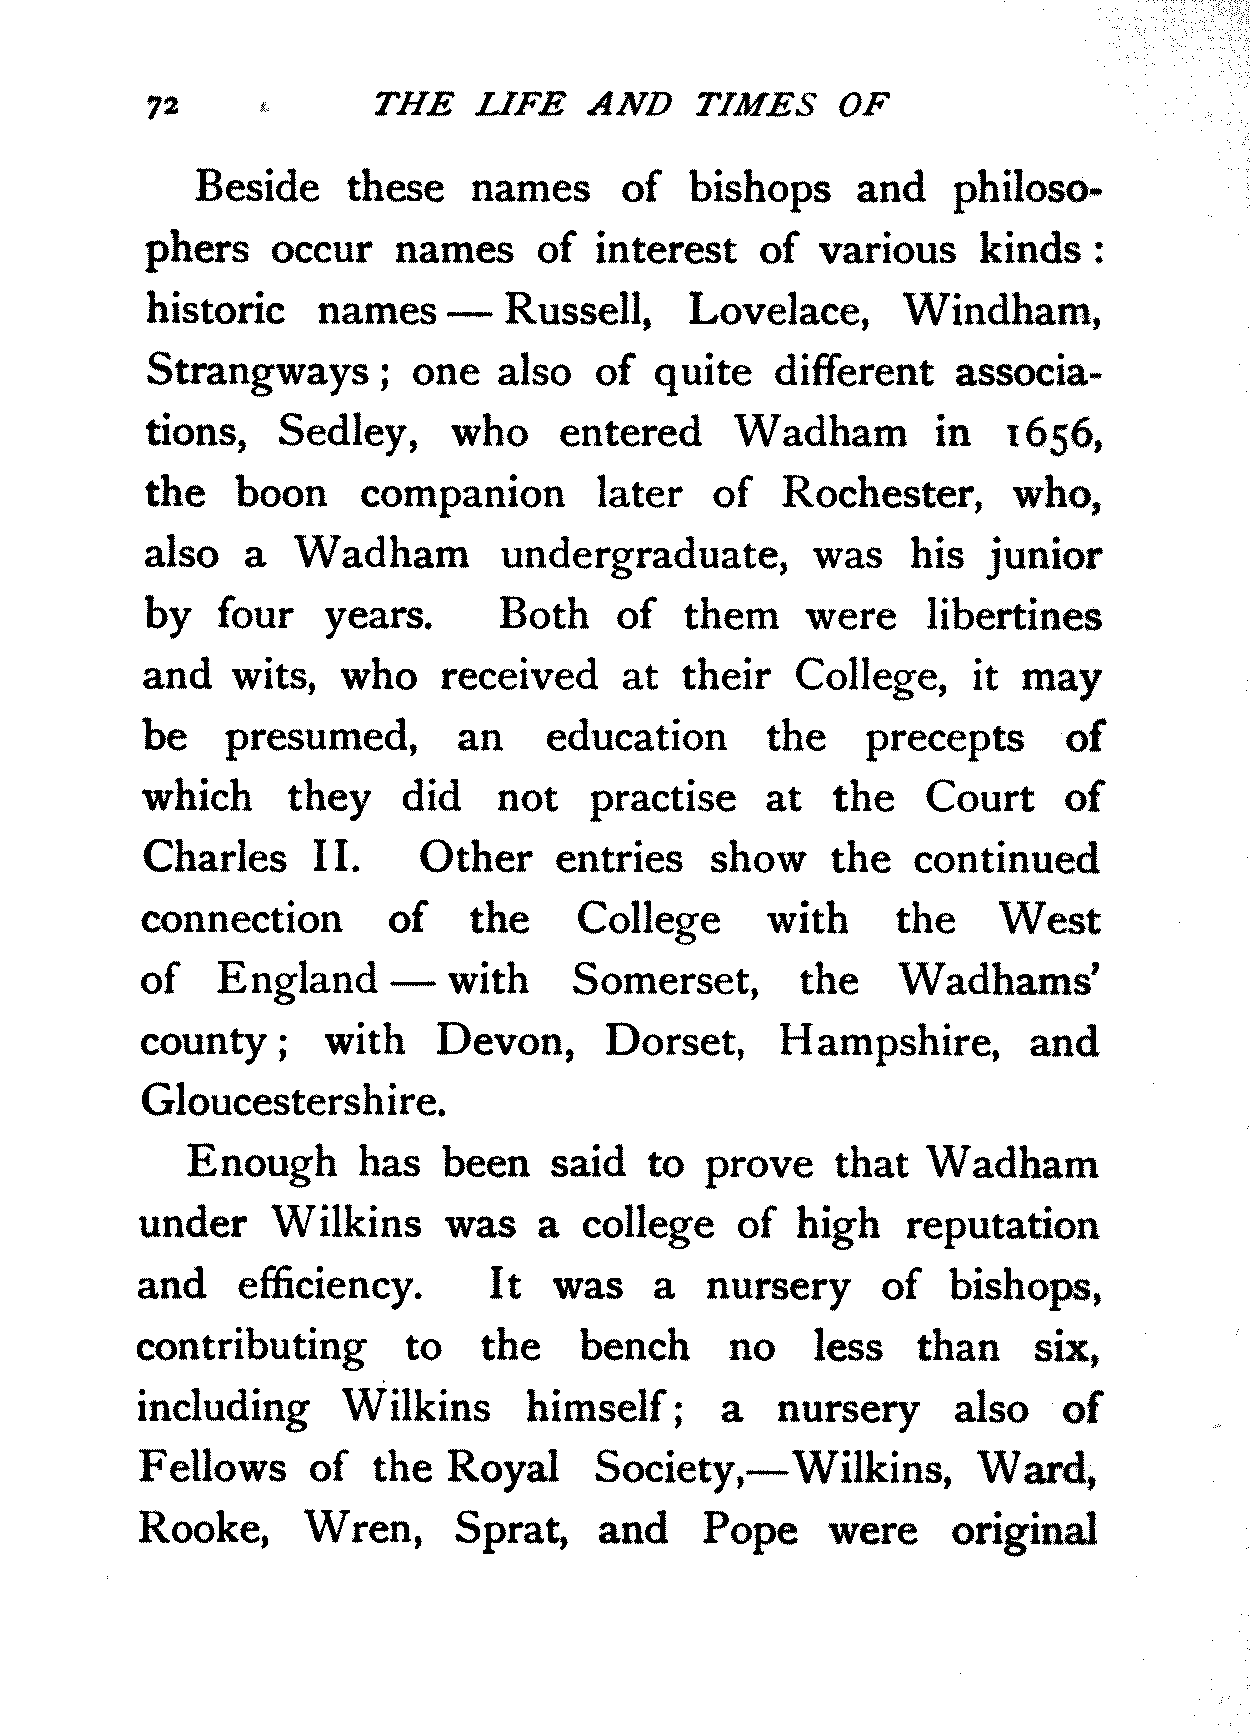 72 THE LIFE AND TIMES OF
Beside these names of bishops and philoso-
phers occur names of interest of various kinds :
historic names — Russell, Lovelace, Windham,
Strangways ; one also of quite different associa-
tions, Sedley, who entered Wadham in 1656,
the boon companion later of Rochester, who,
also a Wadham undergraduate, was his junior
by four years. Both of them were libertines
and wits, who received at their College, it may
be presumed, an education the precepts of
which they did not practise at the Court of
Charles II. Other entries show the continued
connection of the College with the West
of England — with Somerset, the Wadhams'
county ; with Devon, Dorset, Hampshire, and
Gloucestershire.
Enough has been said to prove that Wadham
under Wilkins was a college of high reputation
and efficiency. It was a nursery of bishops,
contributing to the bench no less than six,
including Wilkins himself ; a nursery also of
Fellows of the Royal Society,—Wilkins, Ward,
Rooke, Wren, Sprat, and Pope were original